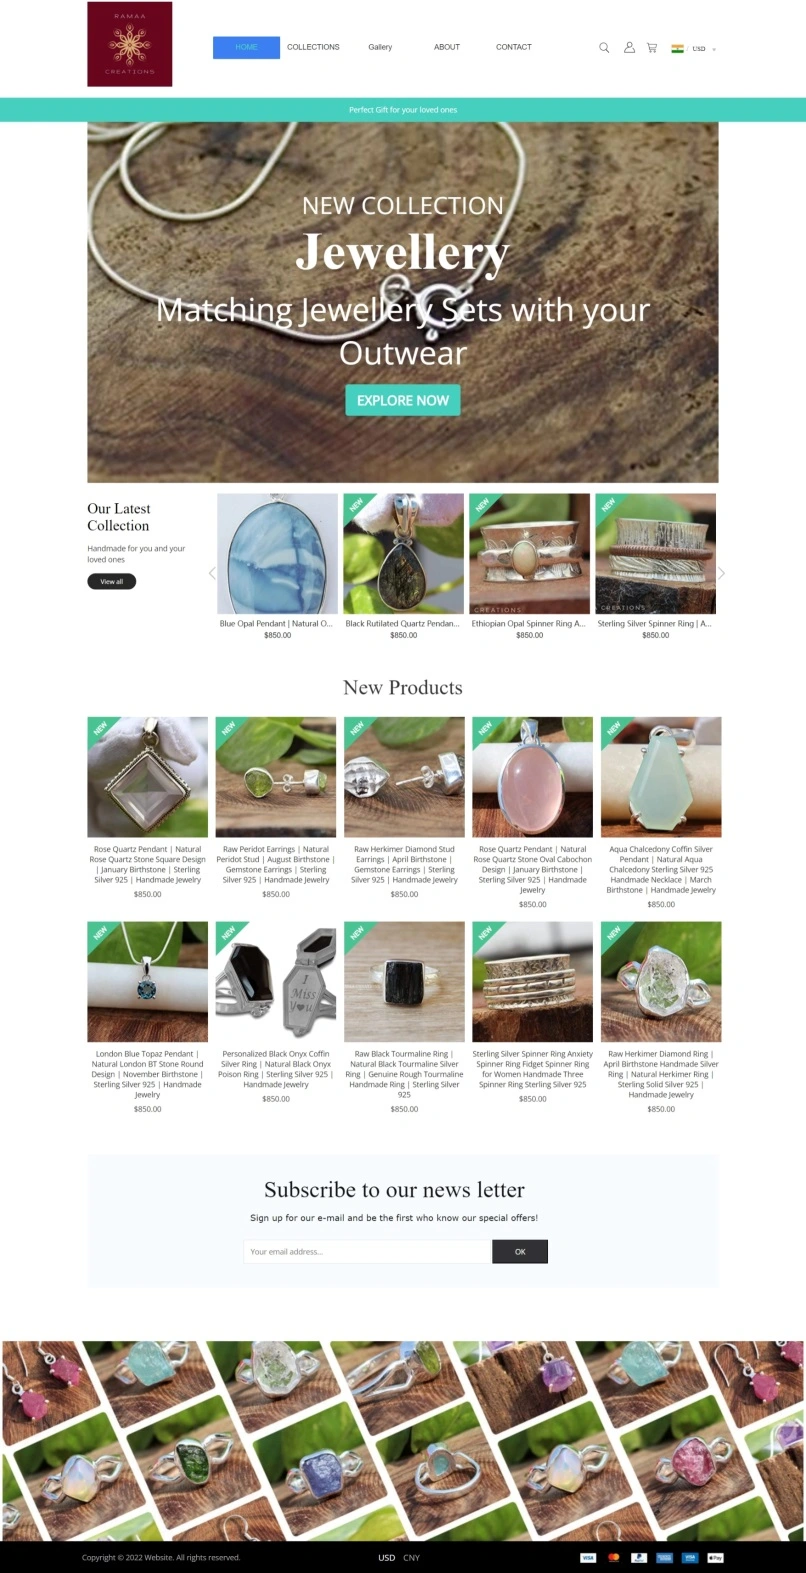 RAMAA
CREATIONS
HOME
COLLECTIONS
Gallery
ABOUT
CONTACT
USD
Perfect Gift for your loved ones
NEW COLLECTION
Jewellery
Matching Jewellery Sets with your
Outwear
EXPLORE NOW
Our Latest
Collection
Handmade for you and your
loved ones
View all
NEW
NEW
NEW
CREATIONS
CREATIONS
Blue Opal Pendant | Natural O...
$850.00
Black Rutilated Quartz Pendan...
$850.00
Ethiopian Opal Spinner Ring A...
$850.00
Sterling Silver Spinner Ring | A...
$850.00
New Products
NEW
Rose Quartz Pendant | Natural
Rose Quartz Stone Square Design
| January Birthstone | Sterling
Silver 925 | Handmade Jewelry
$850.00
NEW
Raw Peridot Earrings | Natural
Peridot Stud | August Birthstone |
Gemstone Earrings | Sterling
Silver 925 | Handmade Jewelry
$850.00
NEW
Raw Herkimer Diamond Stud
Earrings | April Birthstone |
Gemstone Earrings | Sterling
Silver 925 | Handmade Jewelry
$850.00
NEW
Rose Quartz Pendant | Natural
Rose Quartz Stone Oval Cabochon
Design | January Birthstone |
Sterling Silver 925 | Handmade
Jewelry
$850.00
NEW
Aqua Chalcedony Coffin Silver
Pendant | Natural Aqua
Chalcedony Sterling Silver 925
Handmade Necklace | March
Birthstone | Handmade Jewelry
$850.00
NEW
London Blue Topaz Pendant |
Natural London BT Stone Round
Design | November Birthstone |
Sterling Silver 925 | Handmade
Jewelry
$850.00
NEW
I
Miss
Y♥u
Personalized Black Onyx Coffin
Silver Ring | Natural Black Onyx
Poison Ring | Sterling Silver 925 |
Handmade Jewelry
$850.00
NEW
Raw Black Tourmaline Ring |
Natural Black Tourmaline Silver
Ring | Genuine Rough Tourmaline
Handmade Ring | Sterling Silver
925
$850.00
NEW
Sterling Silver Spinner Ring Anxiety
Spinner Ring Fidget Spinner Ring
for Women Handmade Three
Spinner Ring Sterling Silver 925
$850.00
NEW
Raw Herkimer Diamond Ring |
April Birthstone Handmade Silver
Ring | Natural Herkimer Ring |
Sterling Solid Silver 925 |
Handmade Jewelry
$850.00
Subscribe to our news letter
Sign up for our e-mail and be the first who know our special offers!
Your email address...
OK
Copyright © 2022 Website. All rights reserved.
USD CNY
VISA
VISA
Pay